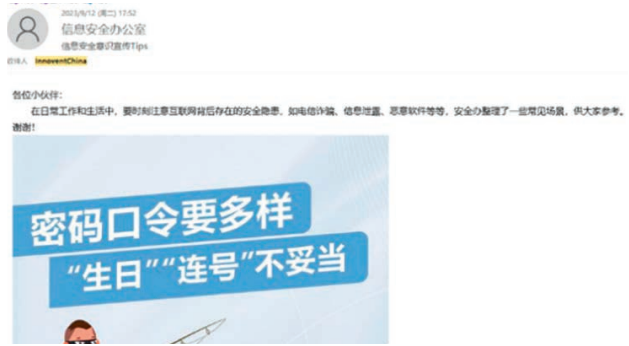 2023/9/12 (周二) 17:52
信息安全办公室
信息安全意识宣传Tips
收件人 InnoventChina
各位小伙伴：
在日常工作和生活中，要时刻注意互联网背后存在的安全隐患，如电信诈骗、信息泄露、恶意软件等等，安全办整理了一些常见场景，供大家参考。
谢谢！
密码口令要多样
“生日”“连号”不妥当